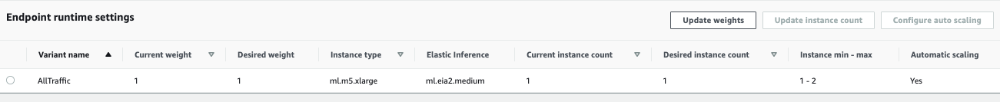 Endpoint runtime settings
Update weights Update instance count Configure auto scaling
Variant name Current weight Desired weight Instance type Elastic Inference Current instance count Desired instance count Instance min - max Automatic scaling
AllTraffic 1 1 ml.m5.xlarge ml.eia2.medium 1 1 1 - 2 Yes